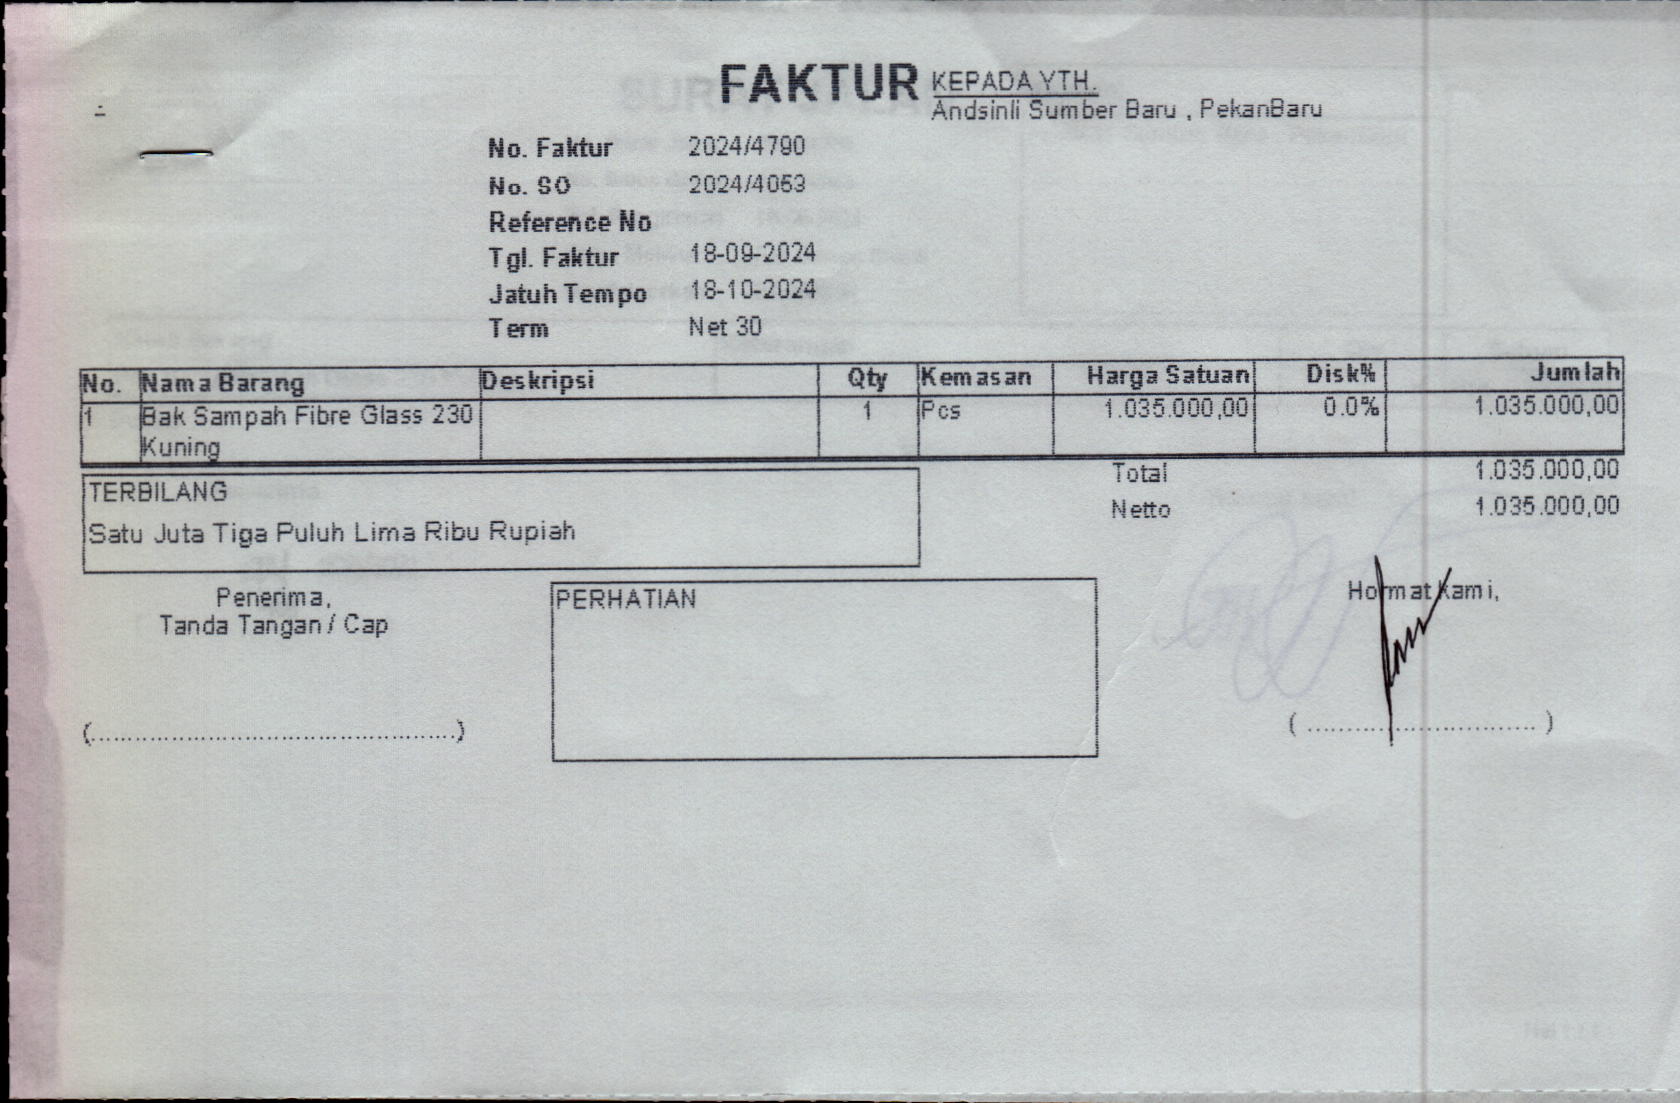 FAKTUR
KEPADA YTH.
Andsinli Sumber Baru , PekanBaru
No. Faktur 2024/4790
No. SO 2024/4053
Reference No
Tgl. Faktur 18-09-2024
Jatuh Tempo 18-10-2024
Term Net 30
No. Nama Barang Deskripsi Qty Kemasan Harga Satuan Disk% Jumlah
1 Bak Sampah Fibre Glass 230 1 Pcs 1.035.000,00 0.0% 1.035.000,00
Kuning
Total 1.035.000,00
Netto 1.035.000,00
TERBILANG
Satu Juta Tiga Puluh Lima Ribu Rupiah
Penerima,
Tanda Tangan / Cap
(................................................)
PERHATIAN
Hormat Kami,
( ................................ )